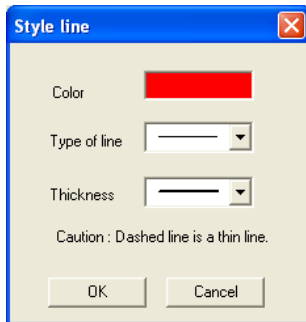 Style line
Color
Type of line
Thickness
Caution : Dashed line is a thin line.
OK
Cancel